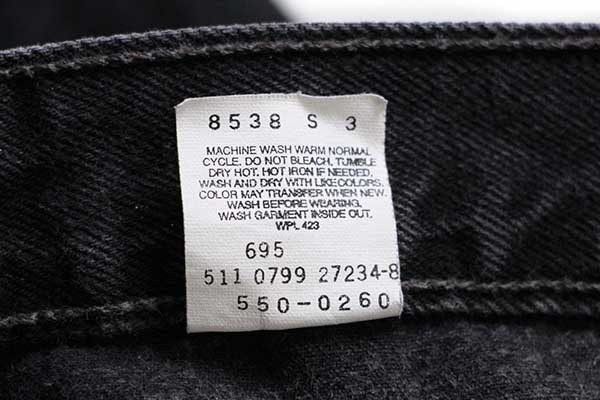 8538 S 3
MACHINE WASH WARM NORMAL
CYCLE. DO NOT BLEACH, TUMBLE
DRY HOT. HOT IRON IF NEEDED.
WASH AND DRY WITH LIKE COLORS.
COLOR MAY TRANSFER WHEN NEW.
WASH BEFORE WEARING.
WASH GARMENT INSIDE OUT.
WPL 423
695
511 0799 27234-8
550-0260